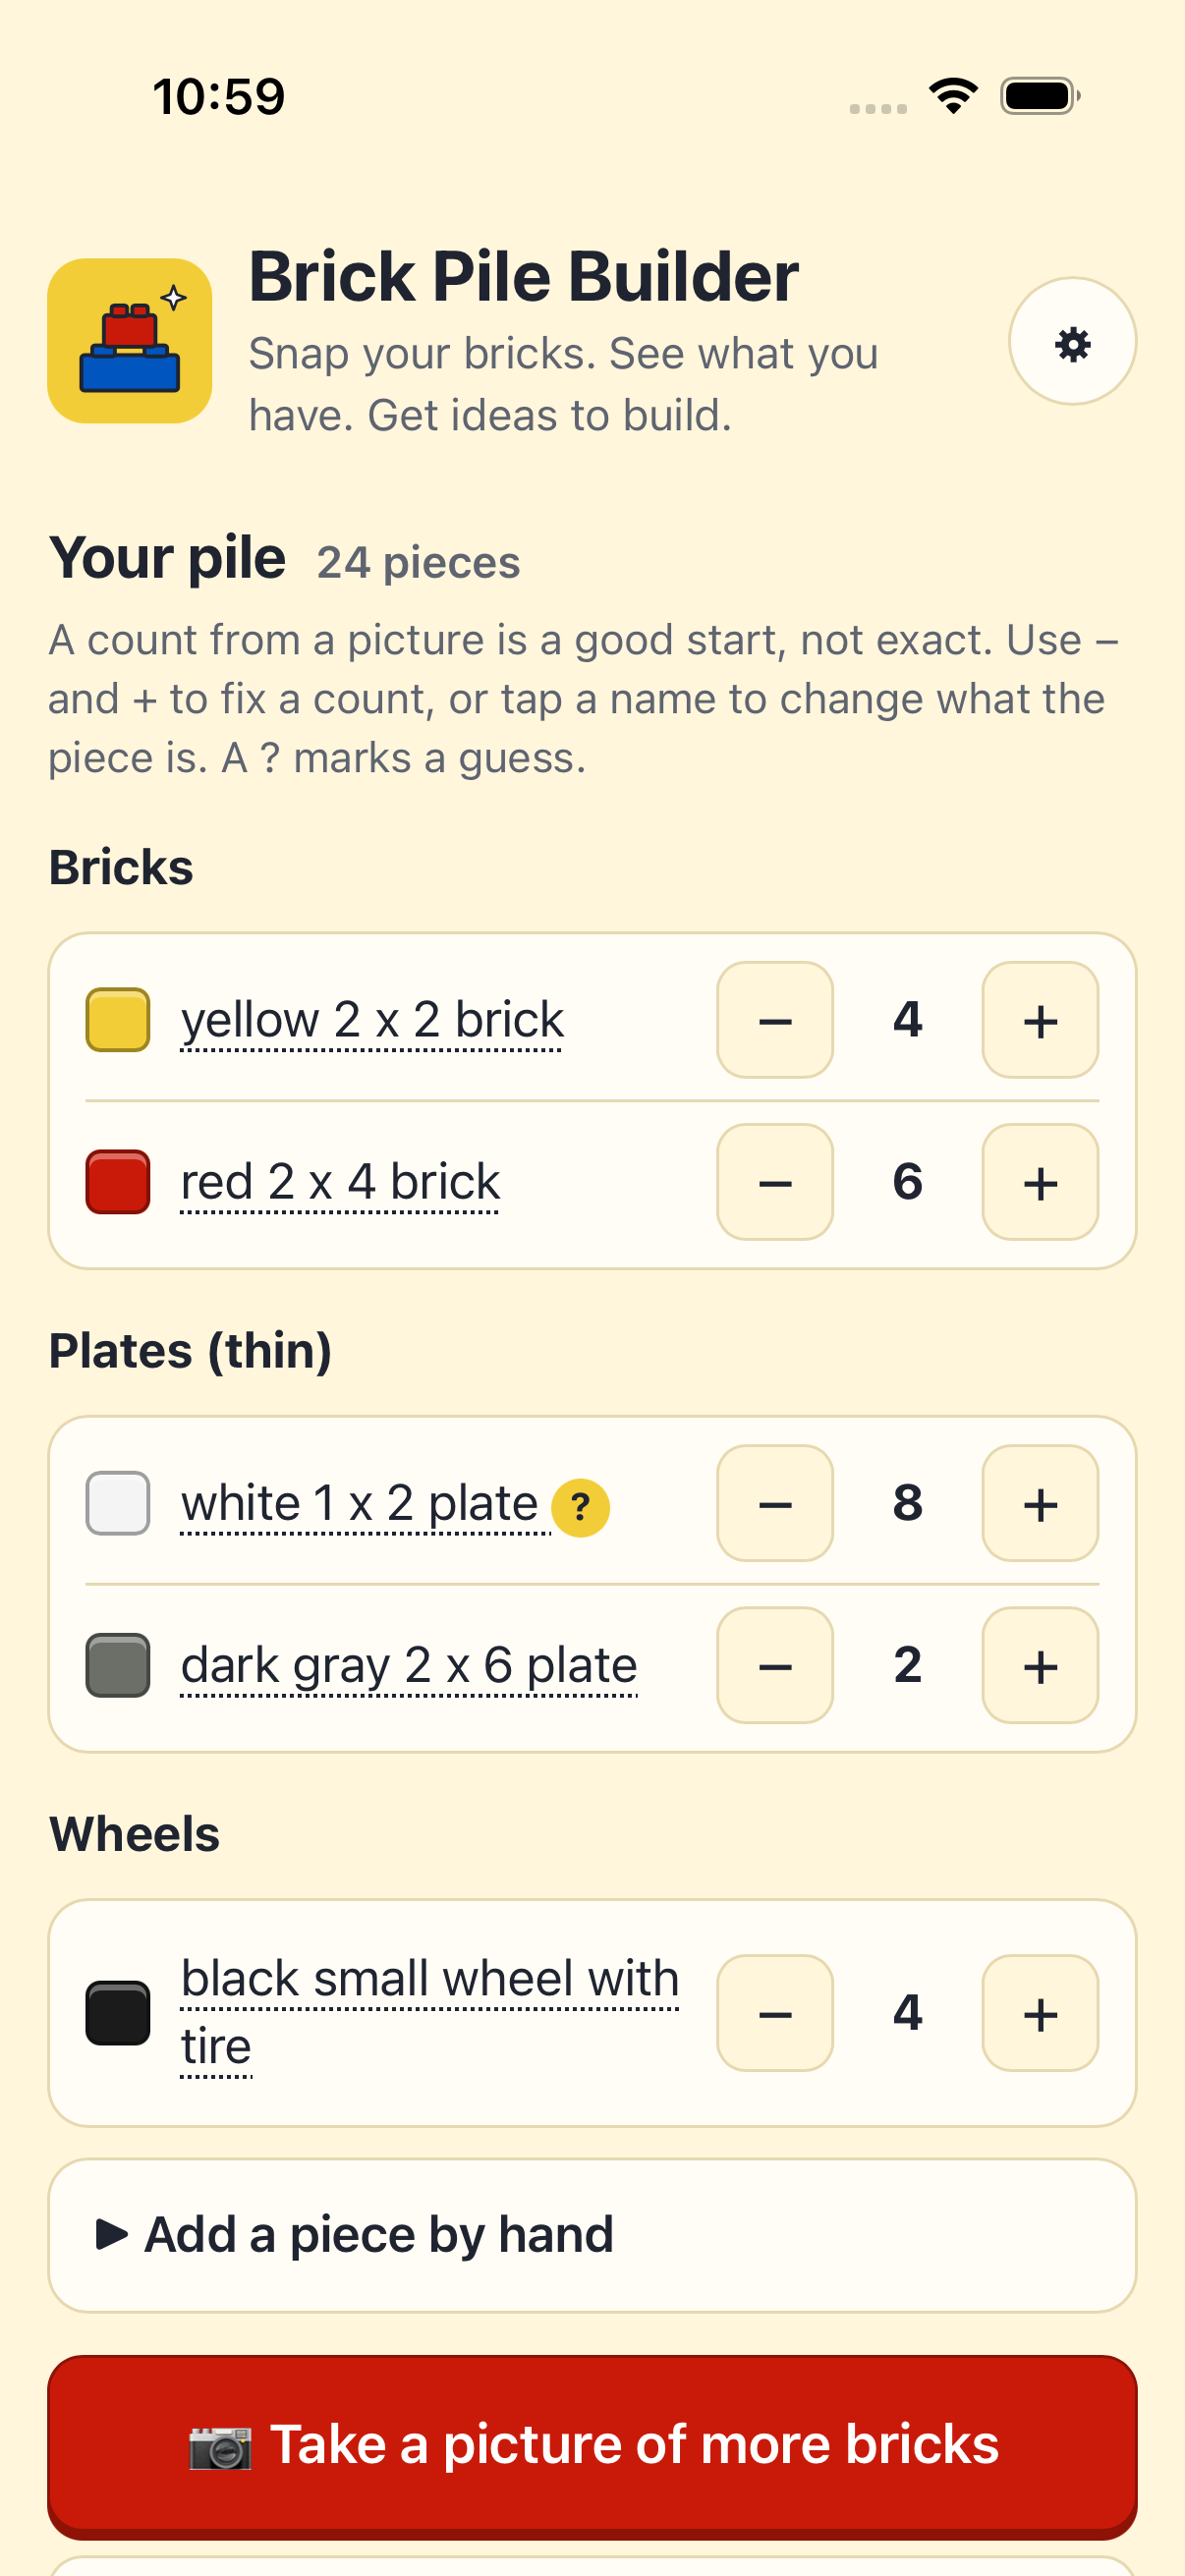 10:59
Brick Pile Builder
Snap your bricks. See what you
have. Get ideas to build.
Your pile 24 pieces
A count from a picture is a good start, not exact. Use −
and + to fix a count, or tap a name to change what the
piece is. A ? marks a guess.
Bricks
yellow 2 x 2 brick − 4 +
red 2 x 4 brick − 6 +
Plates (thin)
white 1 x 2 plate ? − 8 +
dark gray 2 x 6 plate − 2 +
Wheels
black small wheel with
tire − 4 +
Add a piece by hand
Take a picture of more bricks